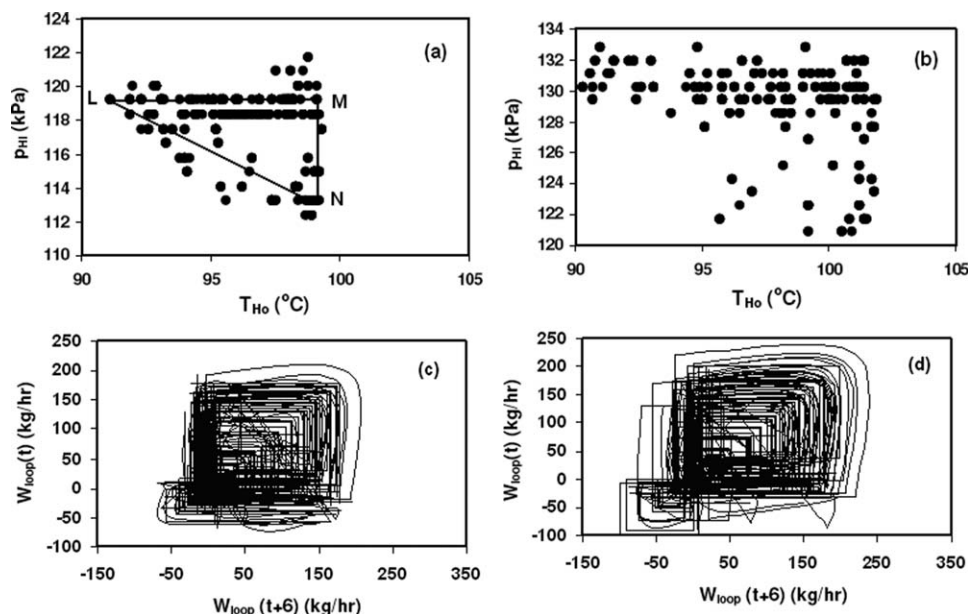 124
122
120
118
116
114
112
110
p_HI (kPa)
(a)
L
M
N
90 95 100 105
T_Ho (°C)
134
132
130
128
126
124
122
120
p_HI (kPa)
(b)
90 95 100 105
T_Ho (°C)
250
200
150
100
50
0
-50
-100
W_loop(t) (kg/hr)
(c)
-150 -50 50 150 250 350
W_loop (t+6) (kg/hr)
250
200
150
100
50
0
-50
-100
W_loop(t) (kg/hr)
(d)
-150 -50 50 150 250 350
W_loop (t+6) (kg/hr)